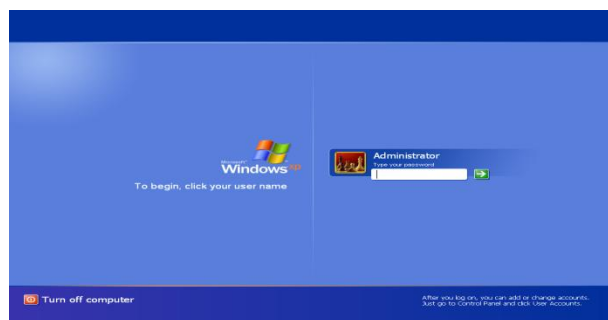 Microsoft
Windows xp
To begin, click your user name
Administrator
Type your password
Turn off computer
After you log on, you can add or change accounts.
Just go to Control Panel and click User Accounts.